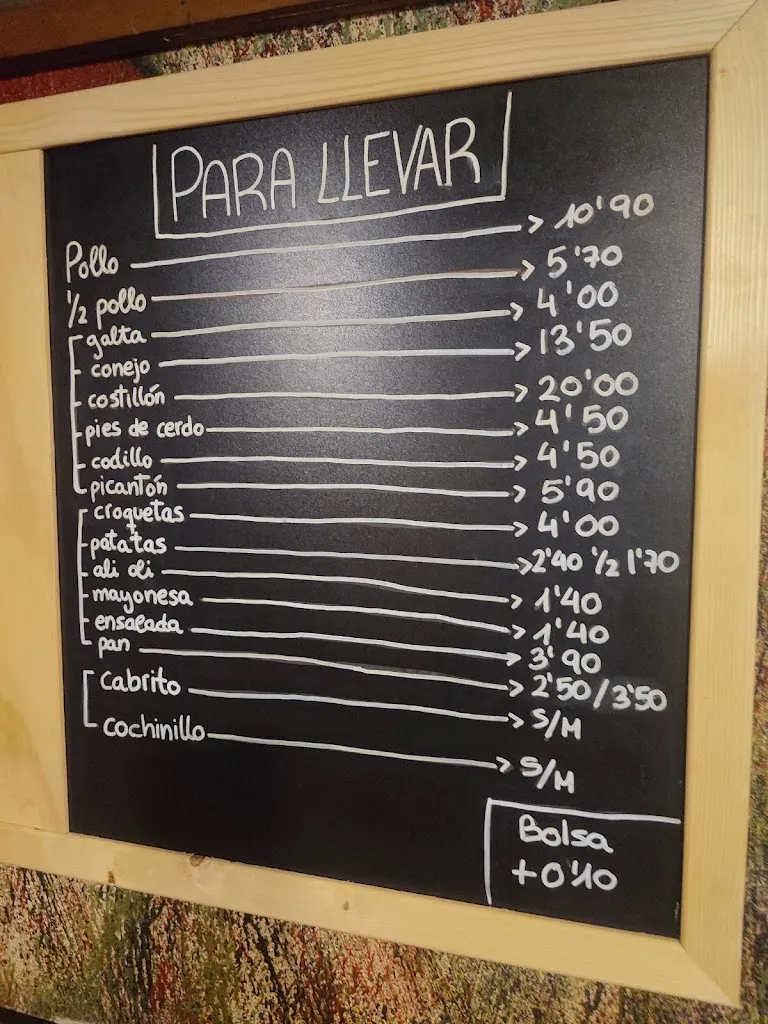 PARA LLEVAR
Pollo 10'90
1/2 pollo 5'70
galta 4'00
conejo 13'50
costillón 20'00
pies de cerdo 4'50
codillo 4'50
picantón 5'90
croquetas 4'00
patatas 2'40 1/2 1'70
ali oli 1'40
mayonesa 1'40
ensalada 3'90
pan 2'50/3'50
cabrito S/M
cochinillo S/M
Bolsa
+0'10